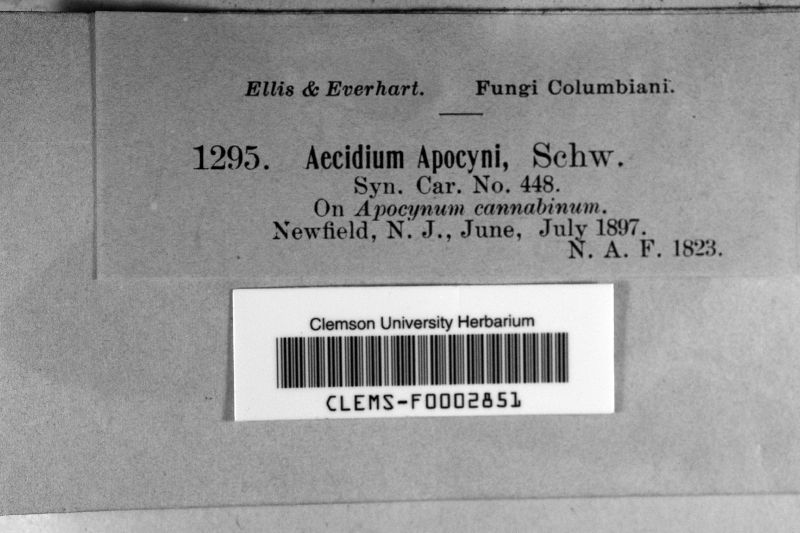 Ellis & Everhart. Fungi Columbiani.
1295. Aecidium Apocyni, Schw.
Syn. Car. No. 448.
On Apocynum cannabinum.
Newfield, N. J., June, July 1897.
N. A. F. 1823.
Clemson University Herbarium
CLEMS-F0002851